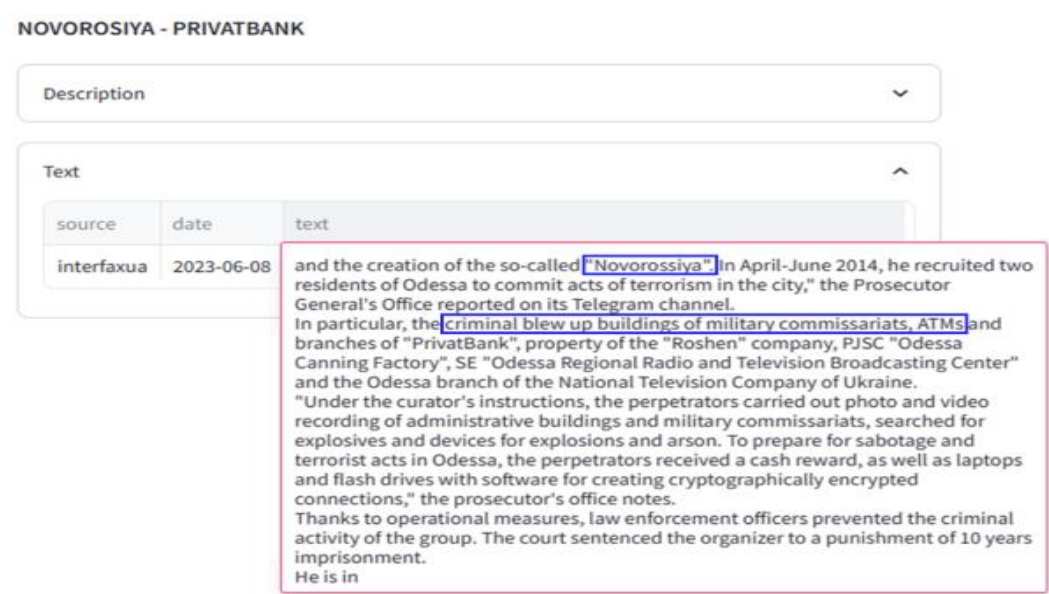 NOVOROSIYA - PRIVATBANK
Description
Text
source date text
interfaxua 2023-06-08
and the creation of the so-called "Novorossiya". In April-June 2014, he recruited two
residents of Odessa to commit acts of terrorism in the city," the Prosecutor
General's Office reported on its Telegram channel.
In particular, the criminal blew up buildings of military commissariats, ATMs and
branches of "PrivatBank", property of the "Roshen" company, PJSC "Odessa
Canning Factory", SE "Odessa Regional Radio and Television Broadcasting Center"
and the Odessa branch of the National Television Company of Ukraine.
"Under the curator's instructions, the perpetrators carried out photo and video
recording of administrative buildings and military commissariats, searched for
explosives and devices for explosions and arson. To prepare for sabotage and
terrorist acts in Odessa, the perpetrators received a cash reward, as well as laptops
and flash drives with software for creating cryptographically encrypted
connections," the prosecutor's office notes.
Thanks to operational measures, law enforcement officers prevented the criminal
activity of the group. The court sentenced the organizer to a punishment of 10 years
imprisonment.
He is in